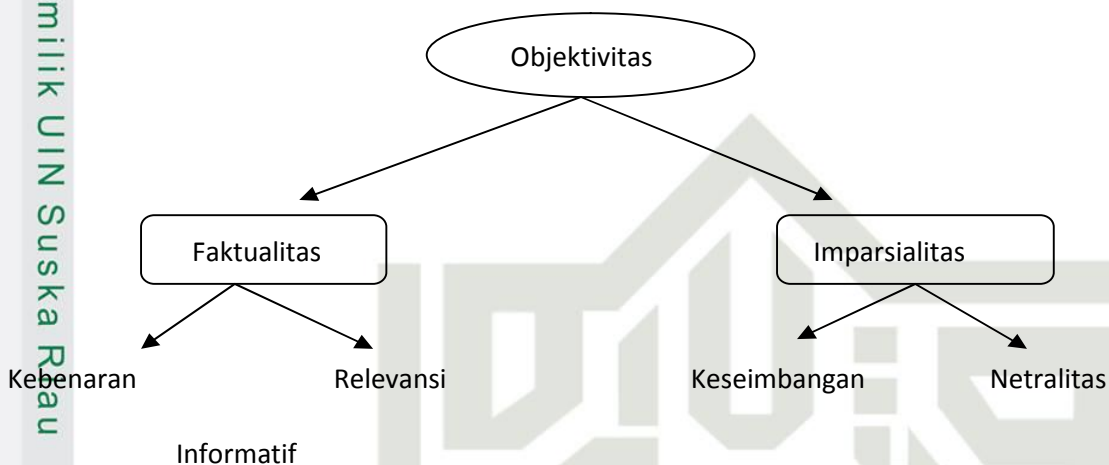 milik UIN Suska Riau
Objektivitas
Faktualitas
Imparsialitas
Kebenaran
Relevansi
Keseimbangan
Netralitas
Informatif